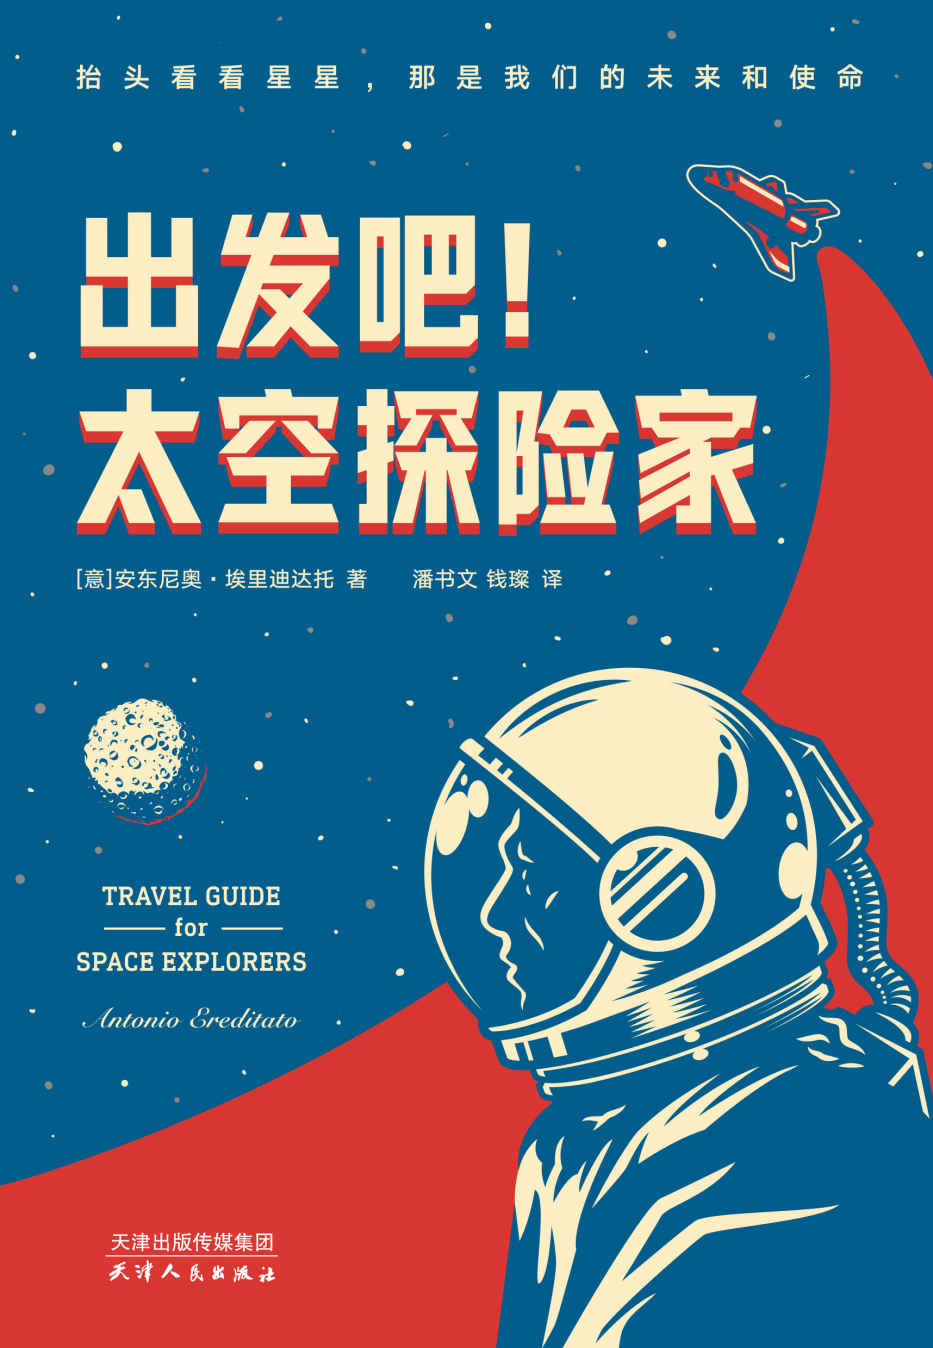 抬头看看星星，那是我们的未来和使命
出发吧！
太空探险家
[意]安东尼奥·埃里迪达托 著 潘书文 钱璨 译
TRAVEL GUIDE
for
SPACE EXPLORERS
Antonio Ereditato
天津出版传媒集团
天津人民出版社